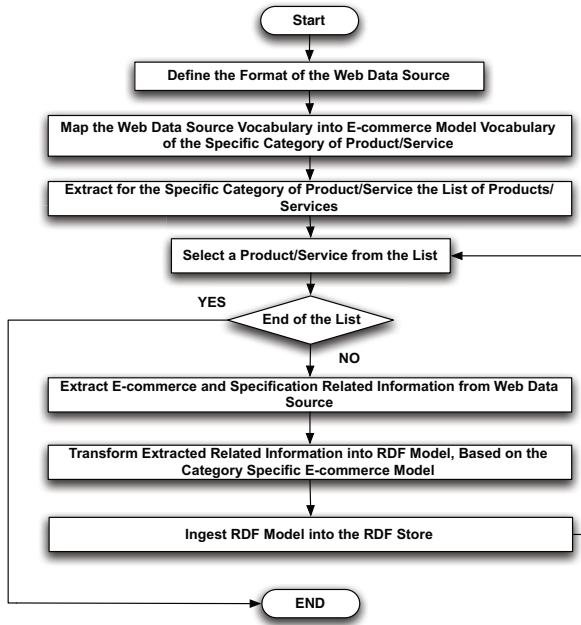 Start
Define the Format of the Web Data Source
Map the Web Data Source Vocabulary into E-commerce Model Vocabulary
of the Specific Category of Product/Service
Extract for the Specific Category of Product/Service the List of Products/
Services
Select a Product/Service from the List
YES
End of the List
NO
Extract E-commerce and Specification Related Information from Web Data
Source
Transform Extracted Related Information into RDF Model, Based on the
Category Specific E-commerce Model
Ingest RDF Model into the RDF Store
END